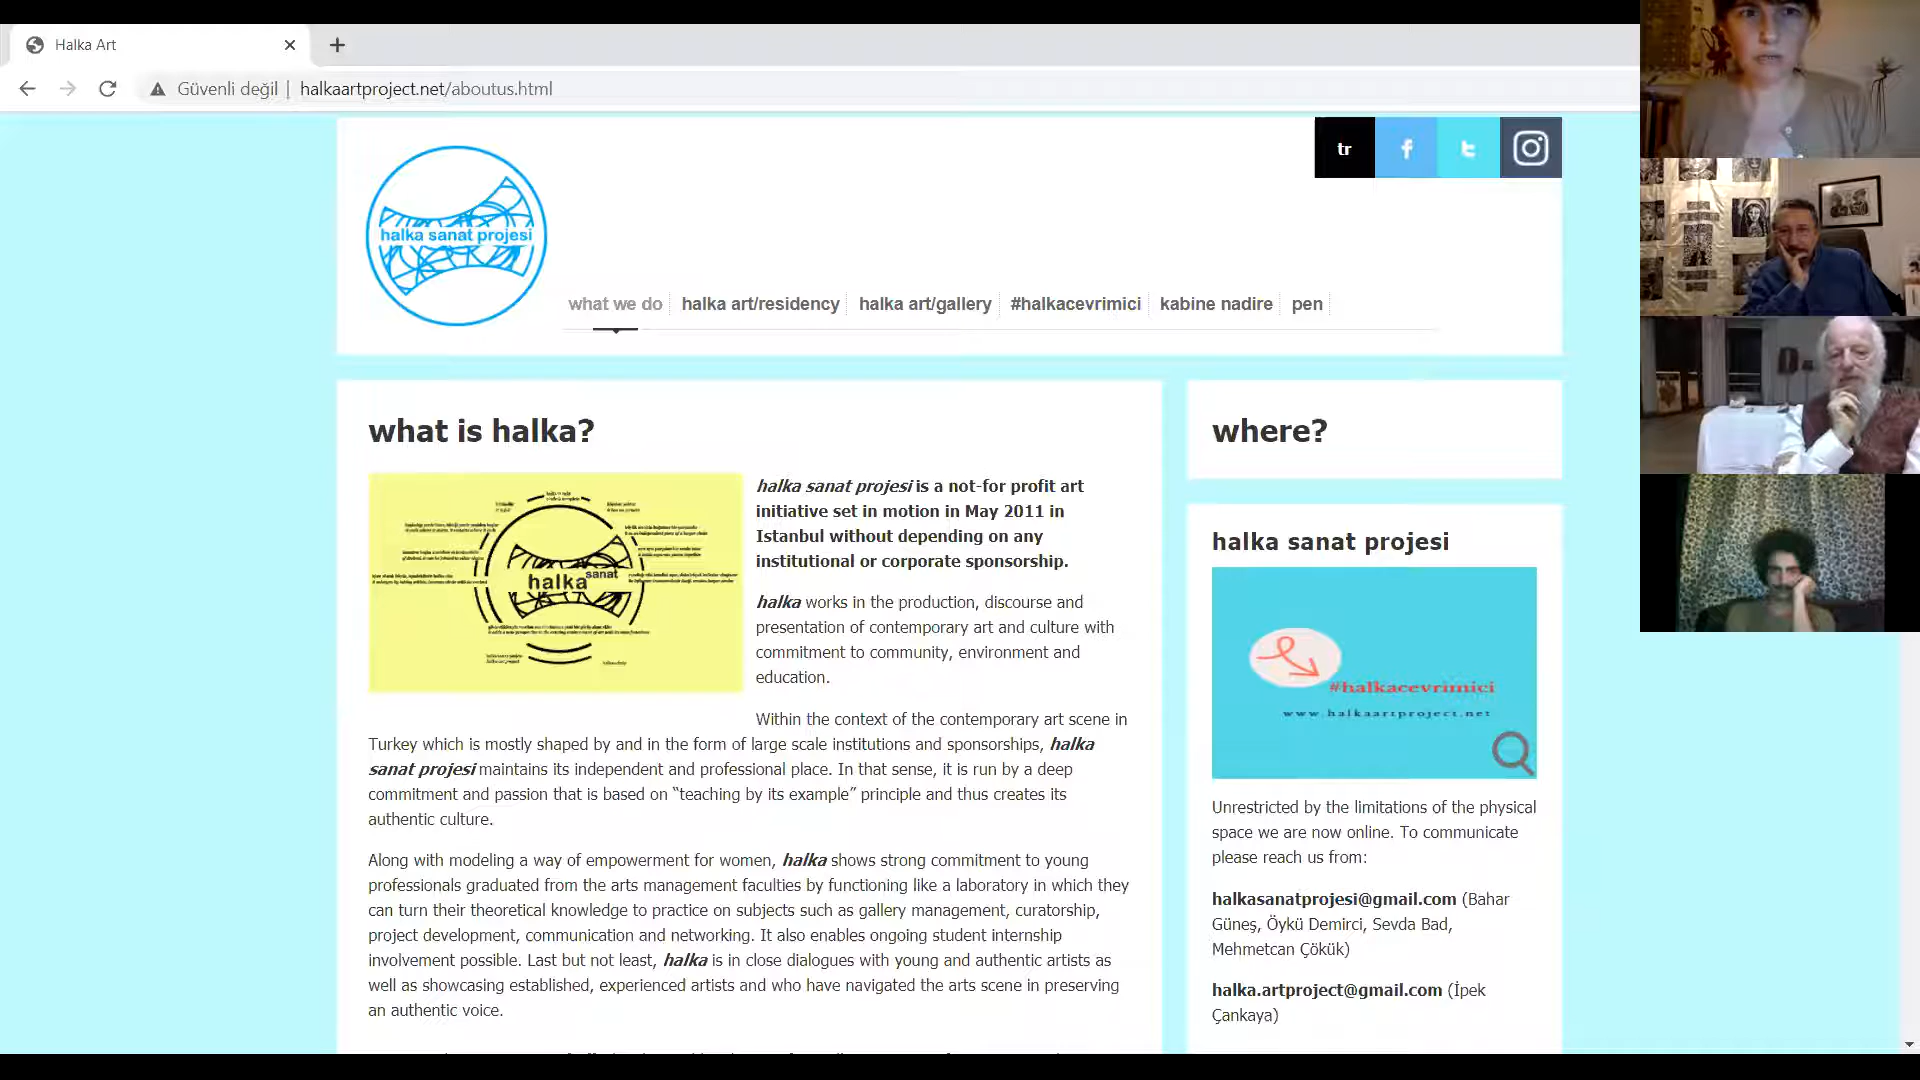 Halka Art
Güvenli değil | halkaartproject.net/aboutus.html
tr
halka sanat projesi
what we do
halka art/residency
halka art/gallery
#halkacevrimici
kabine nadire
pen
what is halka?
halka sanat
halka sanat projesi is a not-for profit art
initiative set in motion in May 2011 in
Istanbul without depending on any
institutional or corporate sponsorship.
halka works in the production, discourse and
presentation of contemporary art and culture with
commitment to community, environment and
education.
Within the context of the contemporary art scene in
Turkey which is mostly shaped by and in the form of large scale institutions and sponsorships, halka
sanat projesi maintains its independent and professional place. In that sense, it is run by a deep
commitment and passion that is based on “teaching by its example” principle and thus creates its
authentic culture.
Along with modeling a way of empowerment for women, halka shows strong commitment to young
professionals graduated from the arts management faculties by functioning like a laboratory in which they
can turn their theoretical knowledge to practice on subjects such as gallery management, curatorship,
project development, communication and networking. It also enables ongoing student internship
involvement possible. Last but not least, halka is in close dialogues with young and authentic artists as
well as showcasing established, experienced artists and who have navigated the arts scene in preserving
an authentic voice.
where?
halka sanat projesi
#halkacevrimici
www.halkaartproject.net
Unrestricted by the limitations of the physical
space we are now online. To communicate
please reach us from:
halkasanatprojesi@gmail.com (Bahar
Güneş, Öykü Demirci, Sevda Bad,
Mehmetcan Çökük)
halka.artproject@gmail.com (İpek
Çankaya)